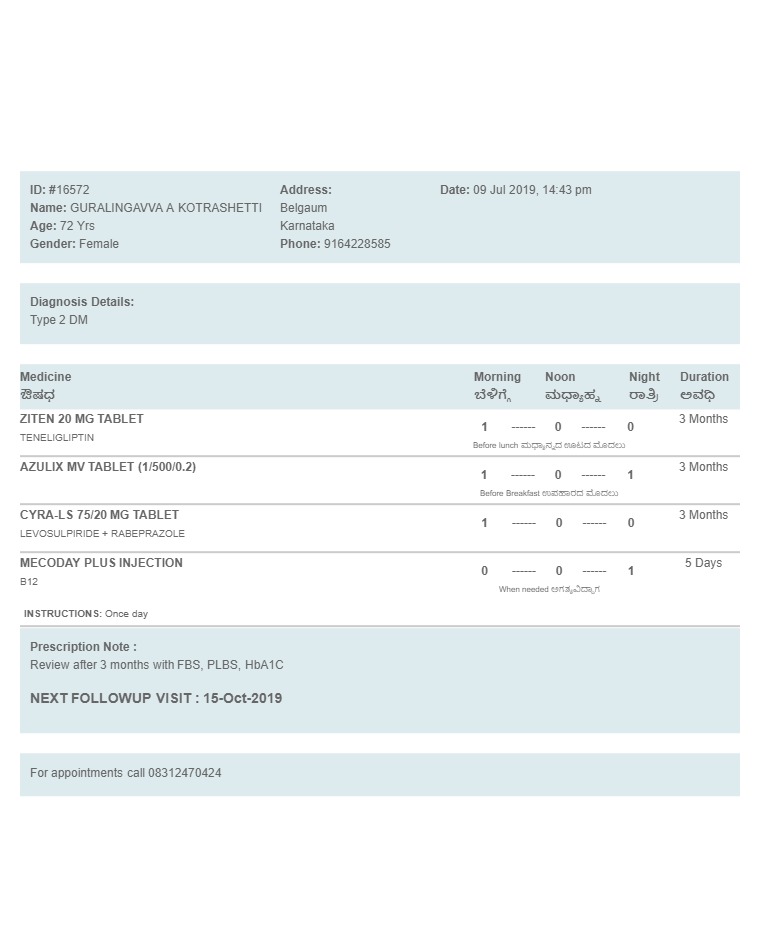 ID: #16572
Name: GURALINGAVVA A KOTRASHETTI
Age: 72 Yrs
Gender: Female
Address:
Belgaum
Karnataka
Phone: 9164228585
Date: 09 Jul 2019, 14:43 pm
Diagnosis Details:
Type 2 DM
Medicine Morning Noon Night Duration
ಔಷಧ ಬೆಳಿಗ್ಗೆ ಮಧ್ಯಾಹ್ನ ರಾತ್ರಿ ಅವಧಿ
ZITEN 20 MG TABLET 1 ------ 0 ------ 0 3 Months
TENELIGLIPTIN
Before lunch ಮಧ್ಯಾನ್ನದ ಊಟದ ಮೊದಲು
AZULIX MV TABLET (1/500/0.2) 1 ------ 0 ------ 1 3 Months
Before Breakfast ಉಪಹಾರದ ಮೊದಲು
CYRA-LS 75/20 MG TABLET 1 ------ 0 ------ 0 3 Months
LEVOSULPIRIDE + RABEPRAZOLE
MECODAY PLUS INJECTION 0 ------ 0 ------ 1 5 Days
B12
When needed ಅಗತ್ಯವಿದ್ದಾಗ
INSTRUCTIONS: Once day
Prescription Note :
Review after 3 months with FBS, PLBS, HbA1C
NEXT FOLLOWUP VISIT : 15-Oct-2019
For appointments call 08312470424